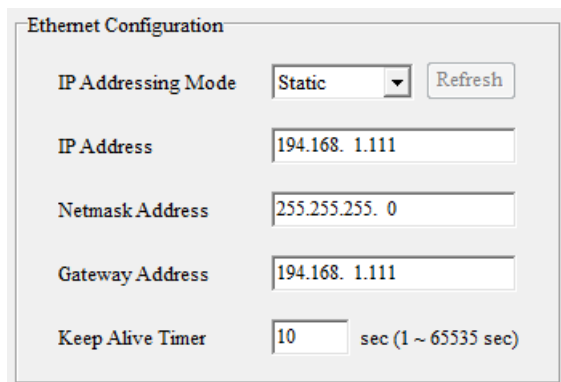 Ethernet Configuration
IP Addressing Mode Static Refresh
IP Address 194.168. 1.111
Netmask Address 255.255.255. 0
Gateway Address 194.168. 1.111
Keep Alive Timer 10 sec (1 ~ 65535 sec)